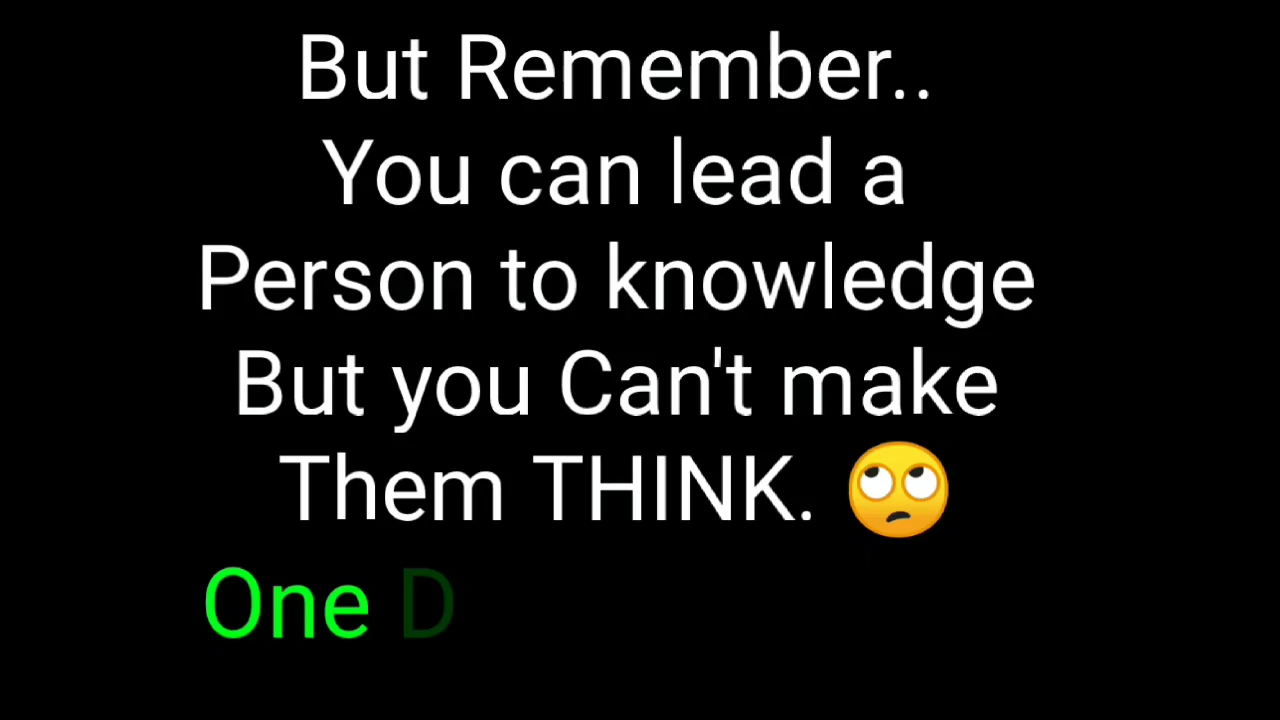 But Remember..
You can lead a
Person to knowledge
But you Can't make
Them THINK. 🙄
One D